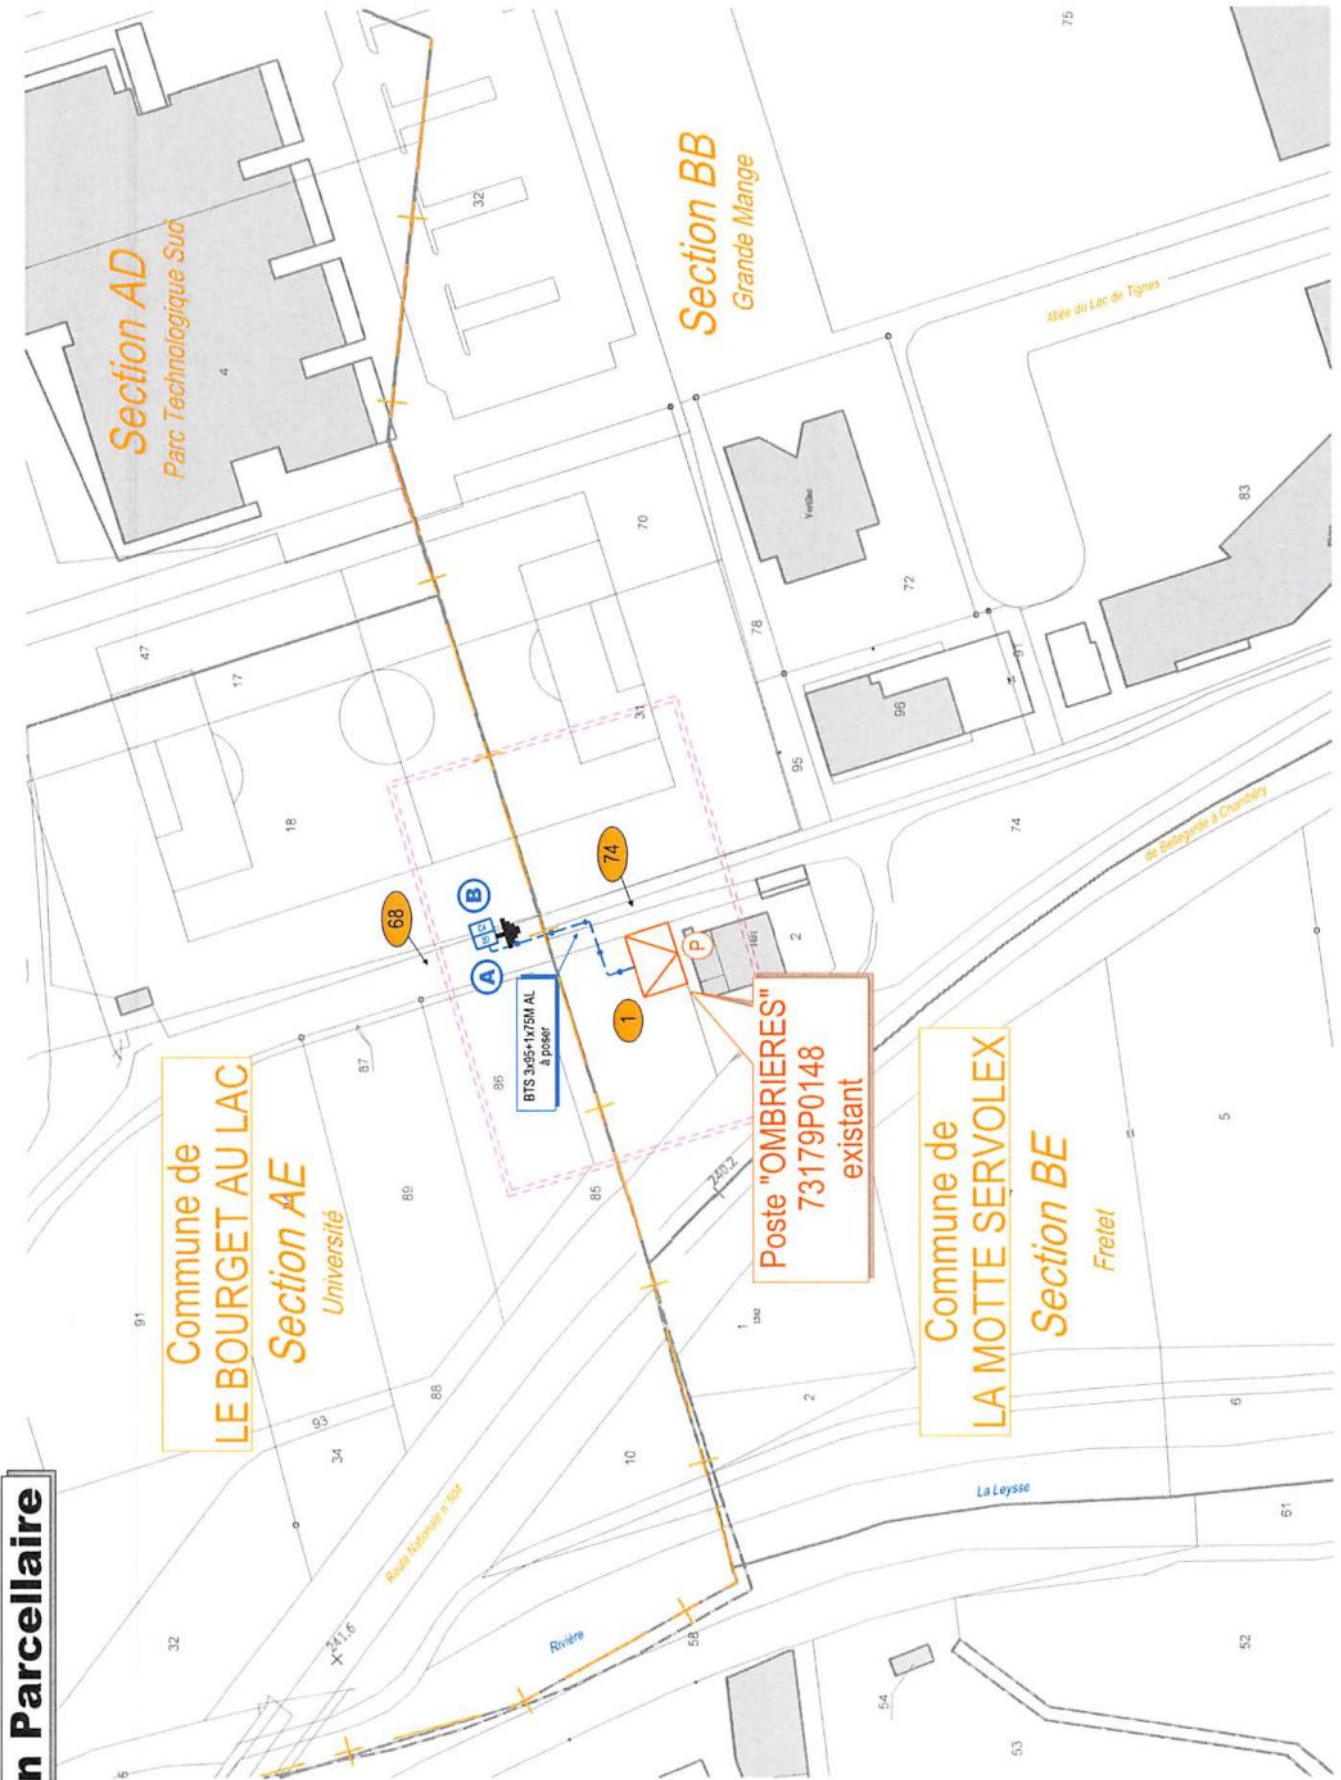 n Parcellaire
Commune de
LE BOURGET AU LAC
Section AE
Université
Section AD
Parc Technologique Sud
Section BB
Grande Mange
Commune de
LA MOTTE SERVOLEX
Section BE
Fretet
Poste "OMBRIERES"
73179P0148
existant
BTS 3x95+1x75M AL
à poser
A
B
P
68
74
1
Route Nationale n°504
Rivière
La Leysse
de Bellegarde à Chambéry
Allée du Lac de Tignes
241.6
240.2
32
91
93
34
88
89
87
86
85
10
18
17
47
4
32
75
70
31
78
72
95
96
83
74
2
1
2
5
6
61
58
54
53
52